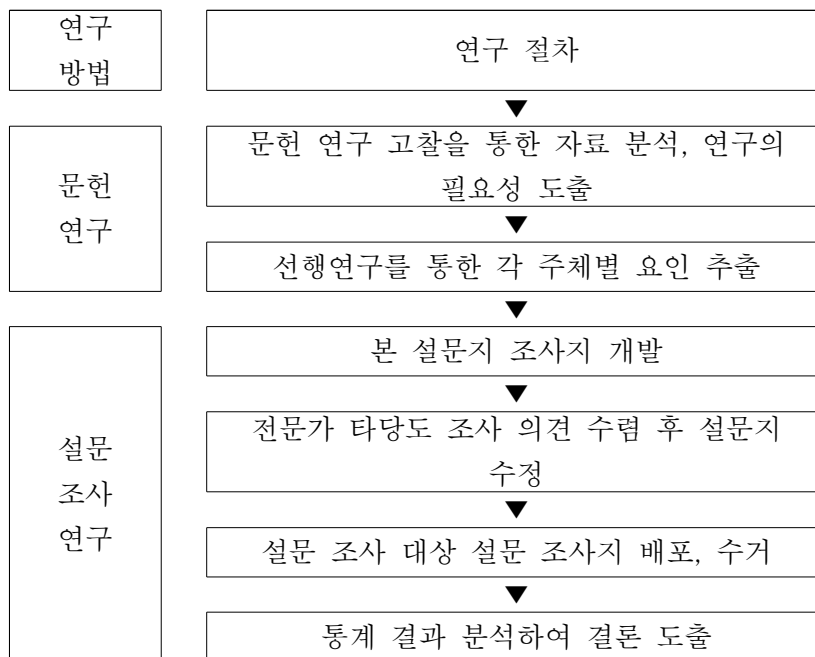 연구
방법
연구 절차
문헌
연구
문헌 연구 고찰을 통한 자료 분석, 연구의
필요성 도출
선행연구를 통한 각 주체별 요인 추출
설문
조사
연구
본 설문지 조사지 개발
전문가 타당도 조사 의견 수렴 후 설문지
수정
설문 조사 대상 설문 조사지 배포, 수거
통계 결과 분석하여 결론 도출